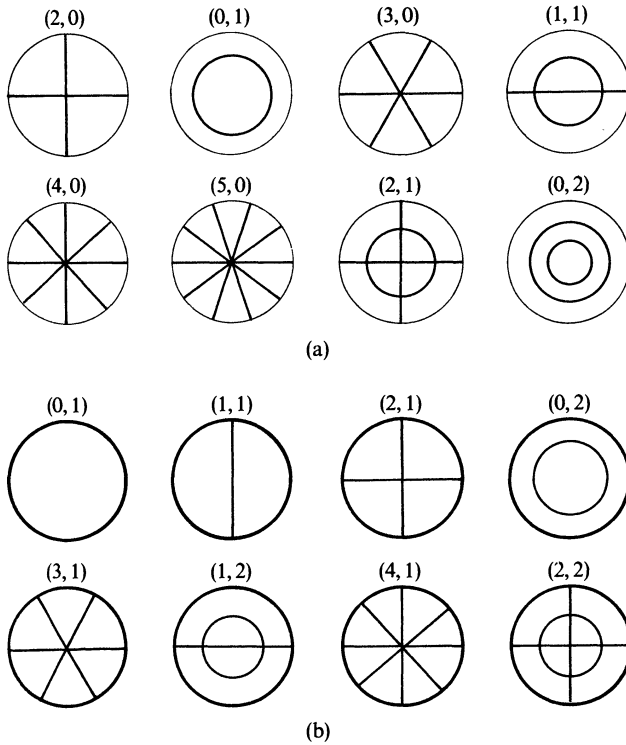 (2, 0) (0, 1) (3, 0) (1, 1)
(4, 0) (5, 0) (2, 1) (0, 2)
(a)
(0, 1) (1, 1) (2, 1) (0, 2)
(3, 1) (1, 2) (4, 1) (2, 2)
(b)